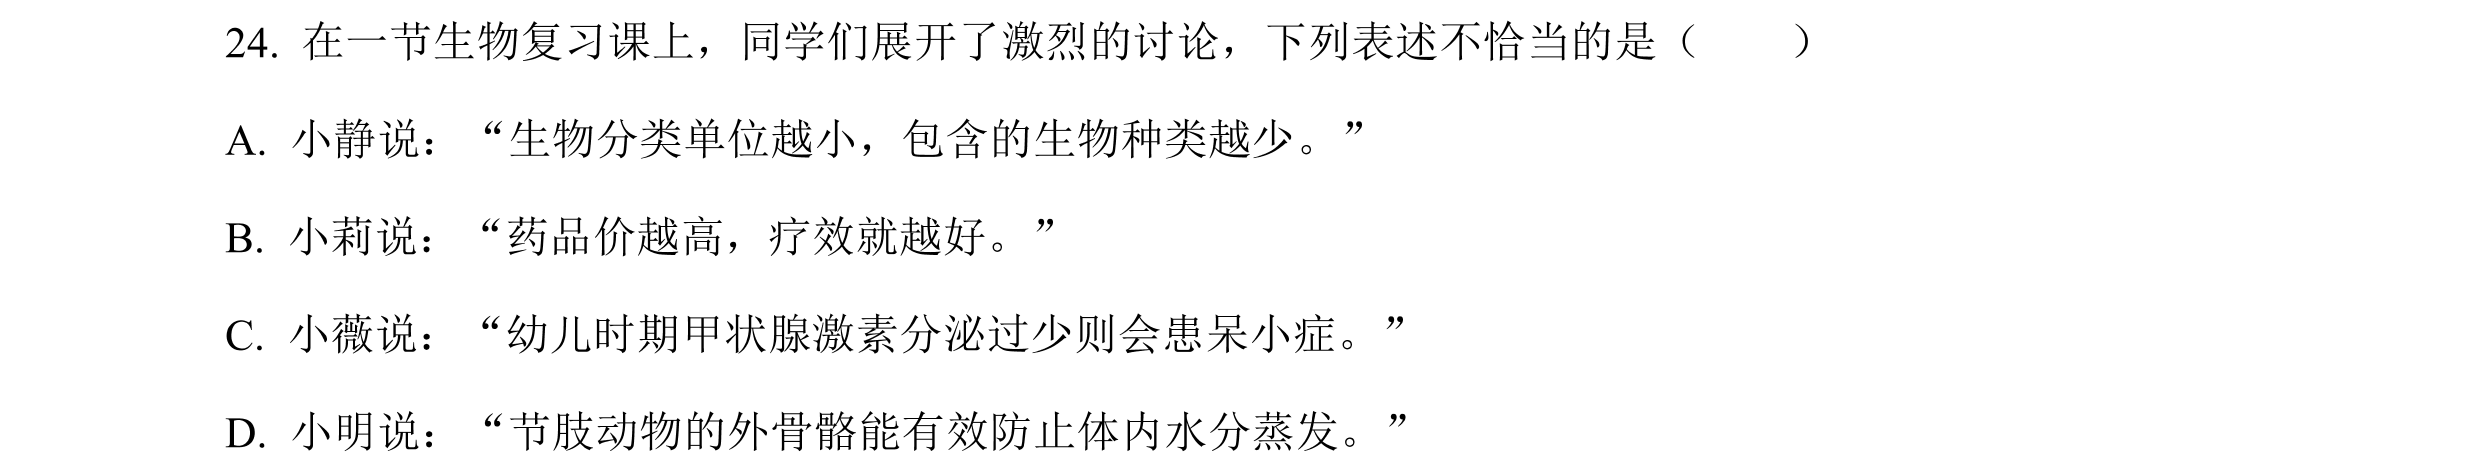 24. 在一节生物复习课上，同学们展开了激烈的讨论，下列表述不恰当的是（　　）
A. 小静说：“生物分类单位越小，包含的生物种类越少。”
B. 小莉说：“药品价越高，疗效就越好。”
C. 小薇说：“幼儿时期甲状腺激素分泌过少则会患呆小症。”
D. 小明说：“节肢动物的外骨骼能有效防止体内水分蒸发。”